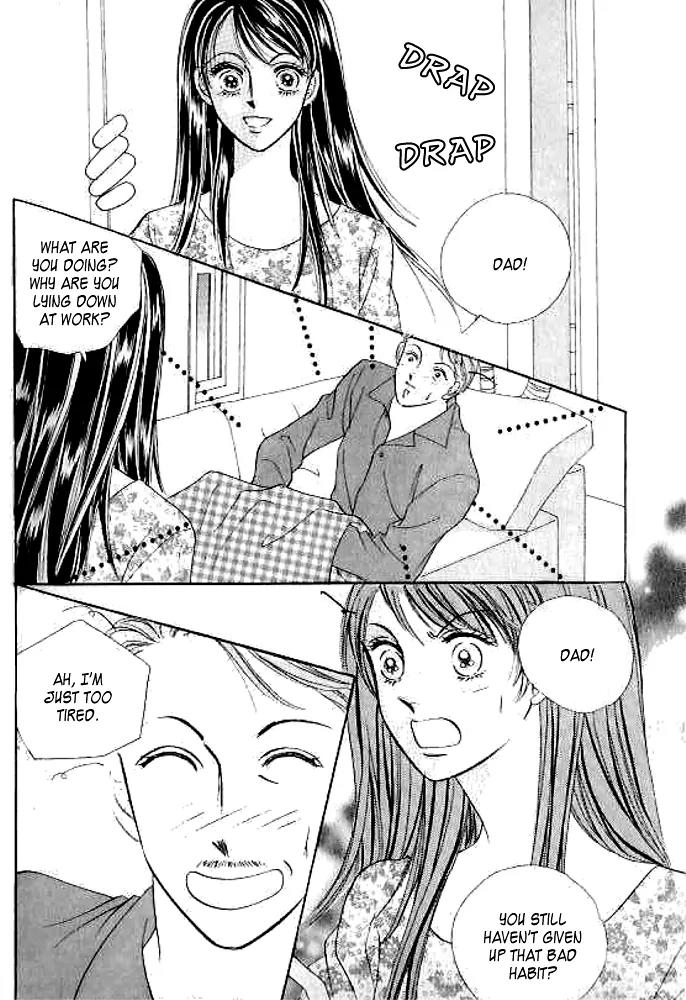 DRAP
DRAP
DAD!
WHAT ARE
YOU DOING?
WHY ARE YOU
LYING DOWN
AT WORK?
DAD!
AH, I'M
JUST TOO
TIRED.
YOU STILL
HAVEN'T GIVEN
UP THAT BAD
HABIT?